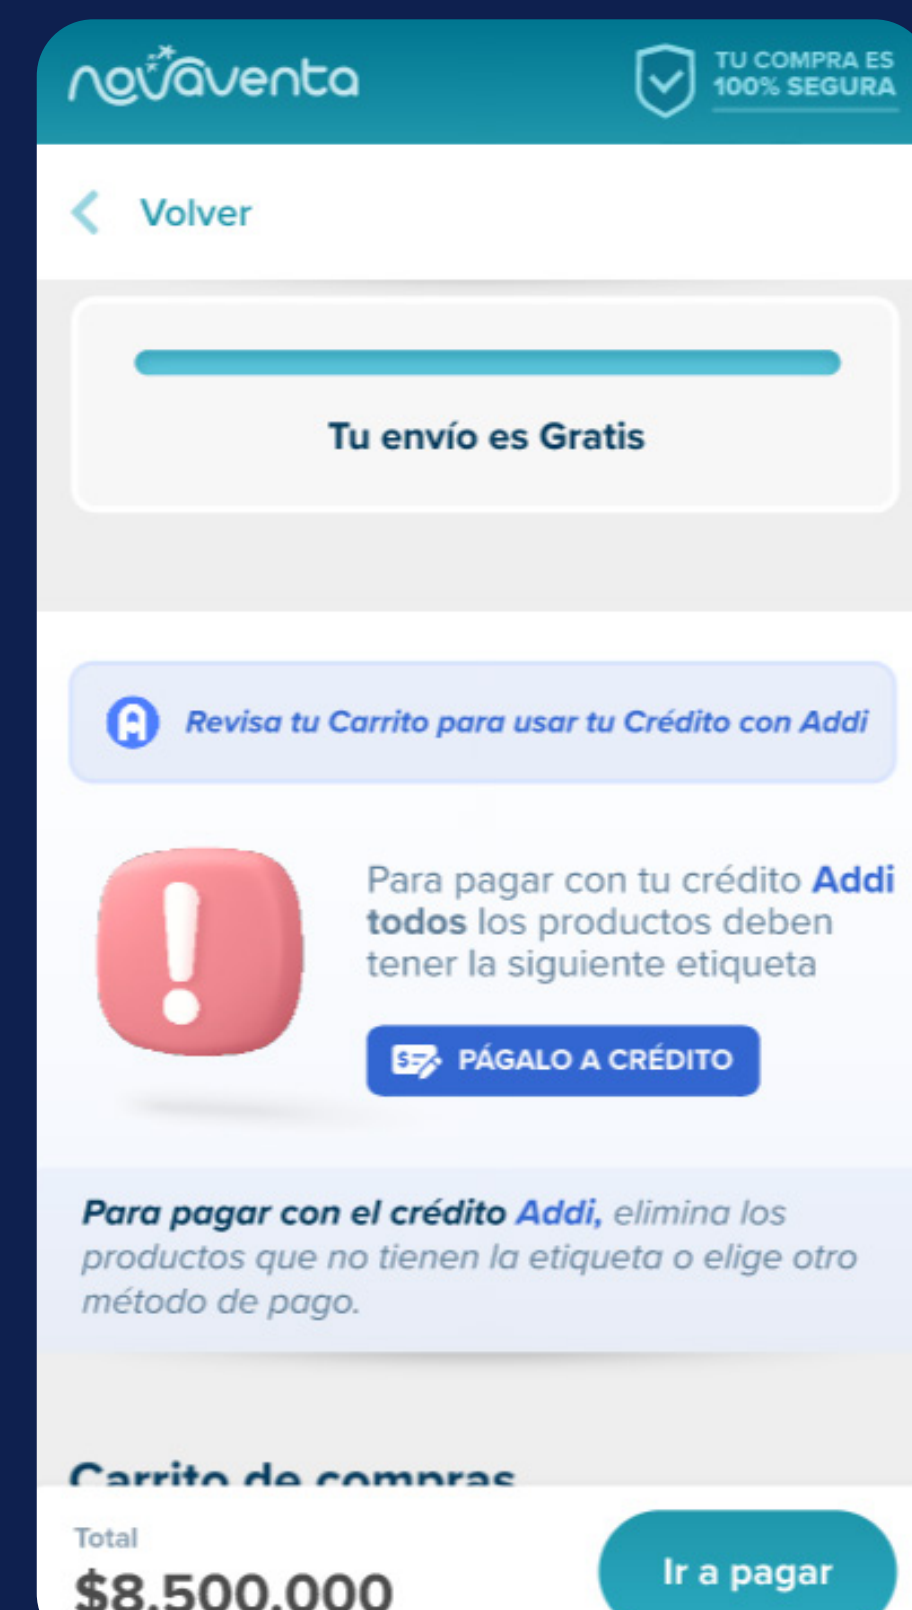 novaventa
TU COMPRA ES
100% SEGURA
Volver
Tu envío es Gratis
Revisa tu Carrito para usar tu Crédito con Addi
Para pagar con tu crédito Addi
todos los productos deben
tener la siguiente etiqueta
PÁGALO A CRÉDITO
Para pagar con el crédito Addi, elimina los
productos que no tienen la etiqueta o elige otro
método de pago.
Carrito de compras
Total
$8.500.000
Ir a pagar